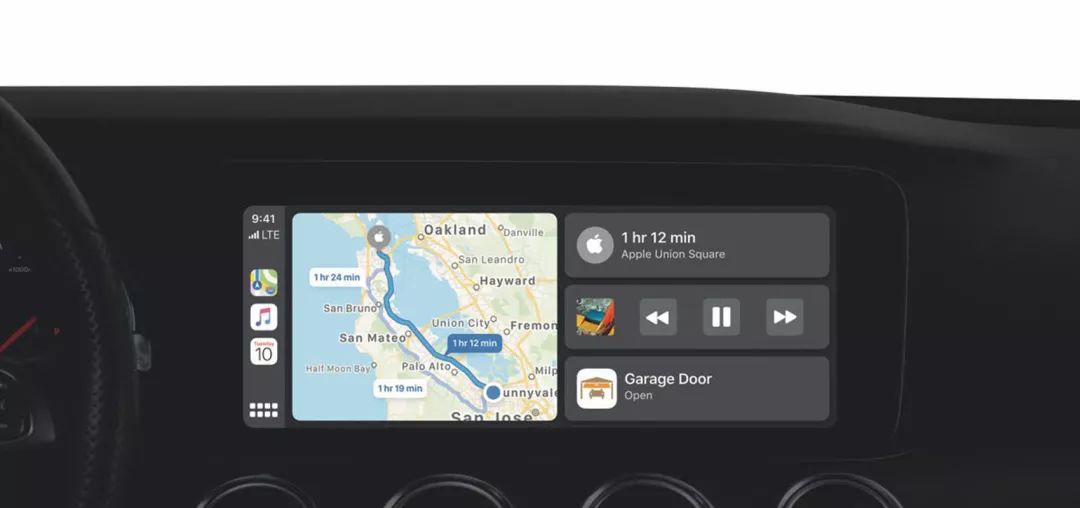 9:41
LTE
Tuesday
10
Oakland
Danville
San Leandro
1 hr 24 min
Hayward
San Bruno
Union City
Fremon
San Mateo
1 hr 12 min
Half Moon Bay
Palo Alto
Milp
1 hr 19 min
unnyvale
San Jose
1 hr 12 min
Apple Union Square
Garage Door
Open
x1000r